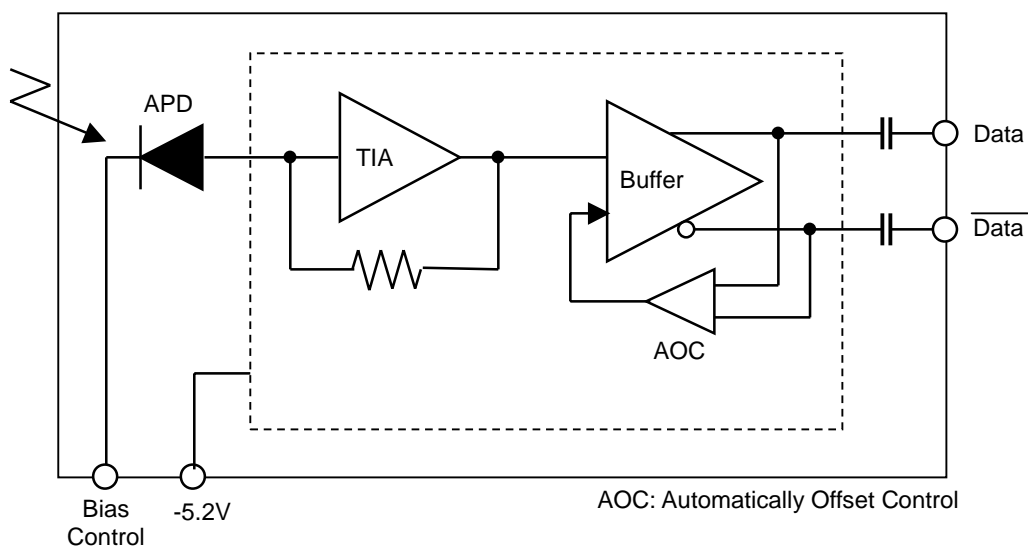 APD
TIA
Buffer
Data
Data
AOC
Bias
Control
-5.2V
AOC: Automatically Offset Control